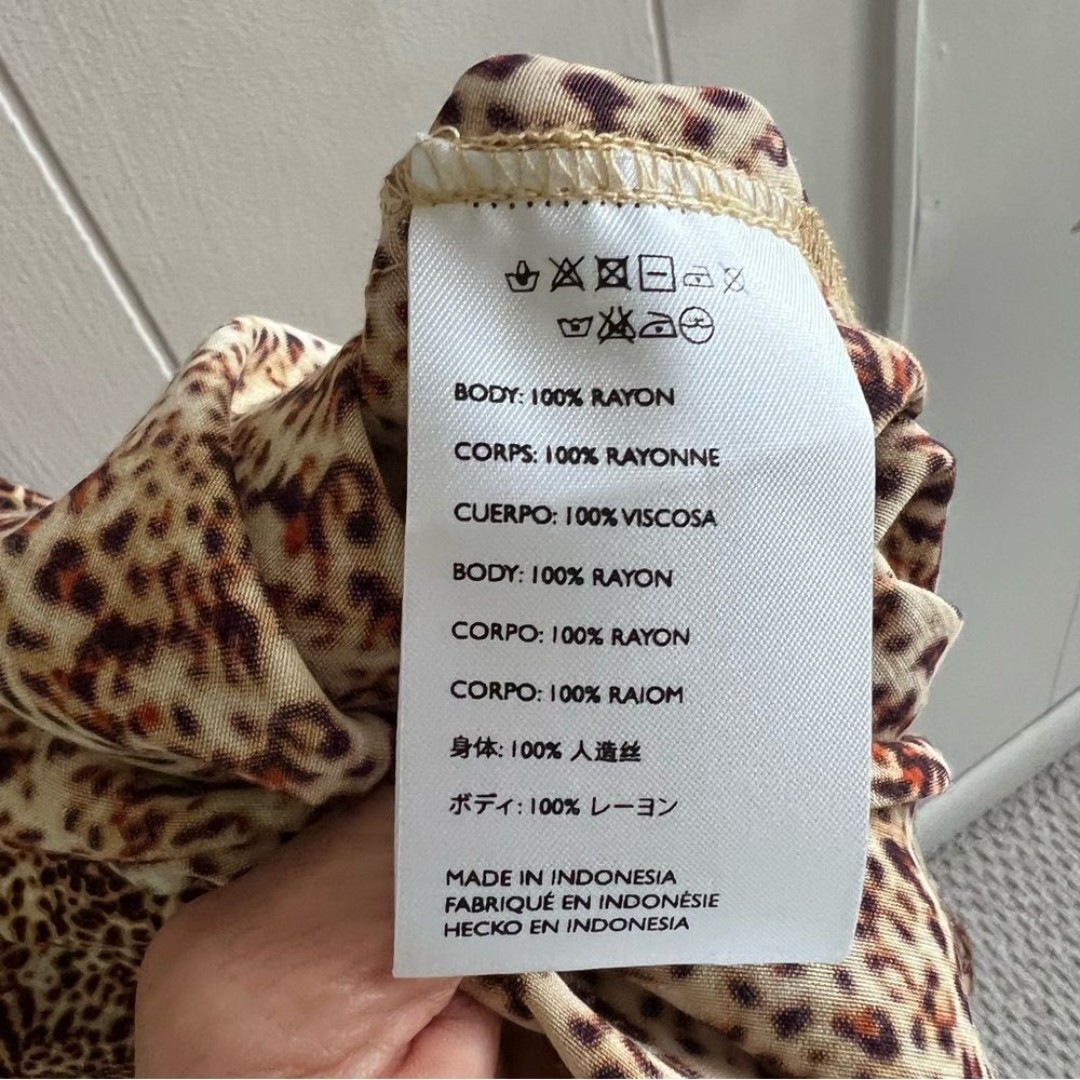 BODY: 100% RAYON
CORPS: 100% RAYONNE
CUERPO: 100% VISCOSA
BODY: 100% RAYON
CORPO: 100% RAYON
CORPO: 100% RAIOM
身体: 100% 人造丝
ボディ: 100% レーヨン
MADE IN INDONESIA
FABRIQUÉ EN INDONÉSIE
HECKO EN INDONESIA